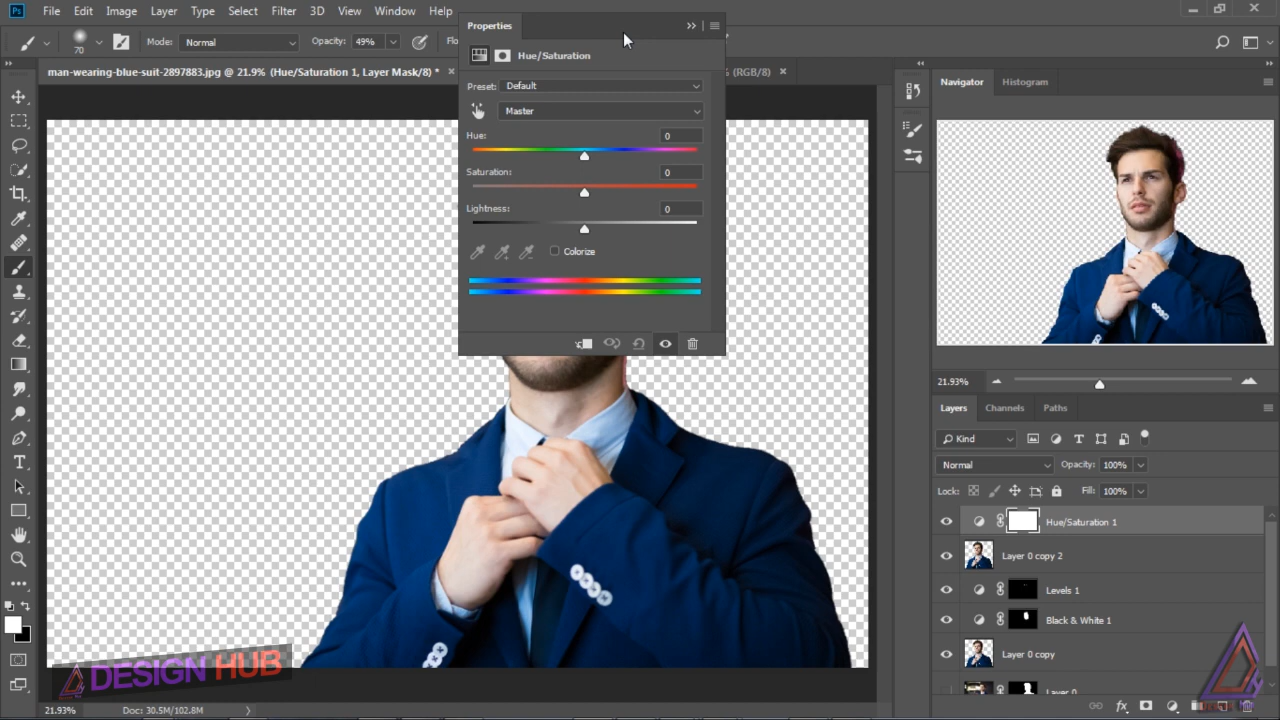 Ps File Edit Image Layer Type Select Filter 3D View Window Help
70 Mode: Normal Opacity: 49% Flo
man-wearing-blue-suit-2897883.jpg @ 21.9% (Hue/Saturation 1, Layer Mask/8) * × (RGB/8) ×
Properties
Hue/Saturation
Preset: Default
Master
Hue: 0
Saturation: 0
Lightness: 0
Colorize
Navigator Histogram
21.93%
Layers Channels Paths
Kind
Normal Opacity: 100%
Lock: Fill: 100%
Hue/Saturation 1
Layer 0 copy 2
Levels 1
Black & White 1
Layer 0 copy
Layer 0
DESIGN HUB
21.93% Doc: 30.5M/102.8M